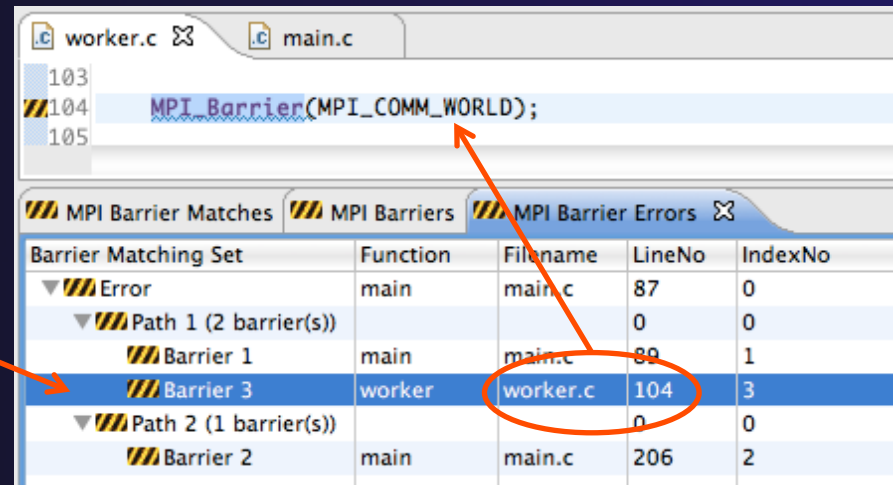 worker.c main.c
103
104 MPI_Barrier(MPI_COMM_WORLD);
105
MPI Barrier Matches MPI Barriers MPI Barrier Errors
Barrier Matching Set Function Filename LineNo IndexNo
Error main main.c 87 0
Path 1 (2 barrier(s)) 0 0
Barrier 1 main main.c 89 1
Barrier 3 worker worker.c 104 3
Path 2 (1 barrier(s)) 0 0
Barrier 2 main main.c 206 2